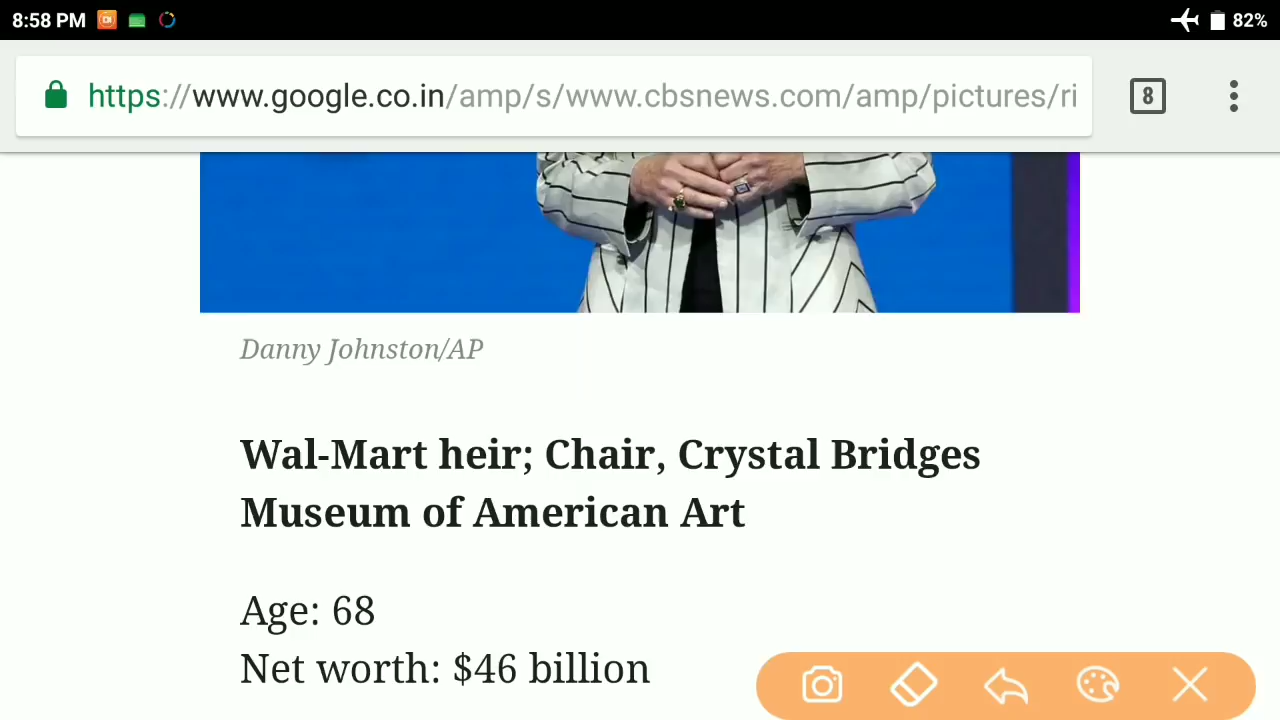 8:58 PM 82%
https://www.google.co.in/amp/s/www.cbsnews.com/amp/pictures/ri 8
Danny Johnston/AP
Wal-Mart heir; Chair, Crystal Bridges
Museum of American Art
Age: 68
Net worth: $46 billion